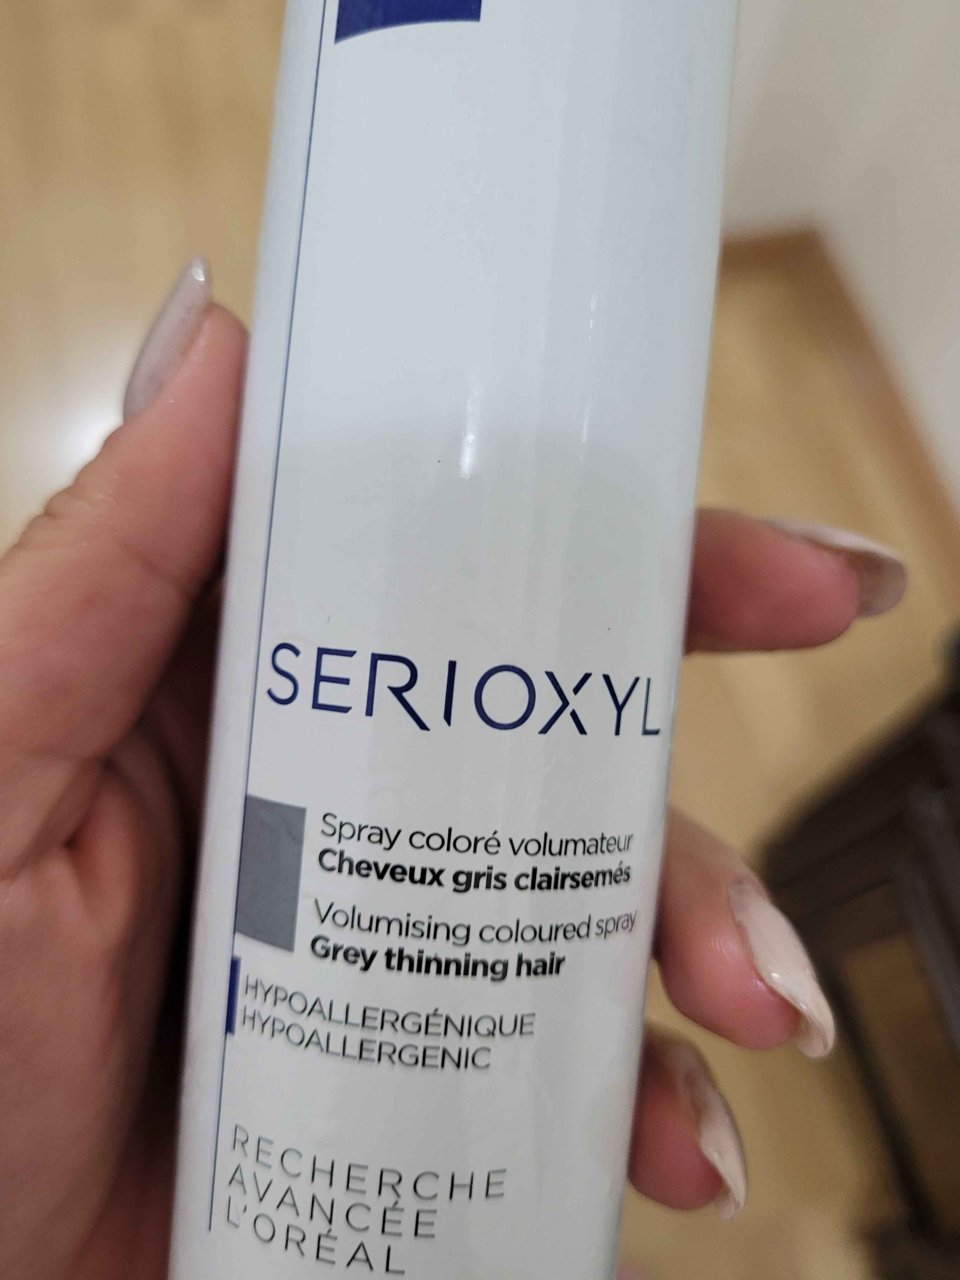 SERIOXYL
Spray coloré volumateur
Cheveux gris clairsemés
Volumising coloured spray
Grey thinning hair
HYPOALLERGÉNIQUE
HYPOALLERGENIC
RECHERCHE
AVANCÉE
L'ORÉAL